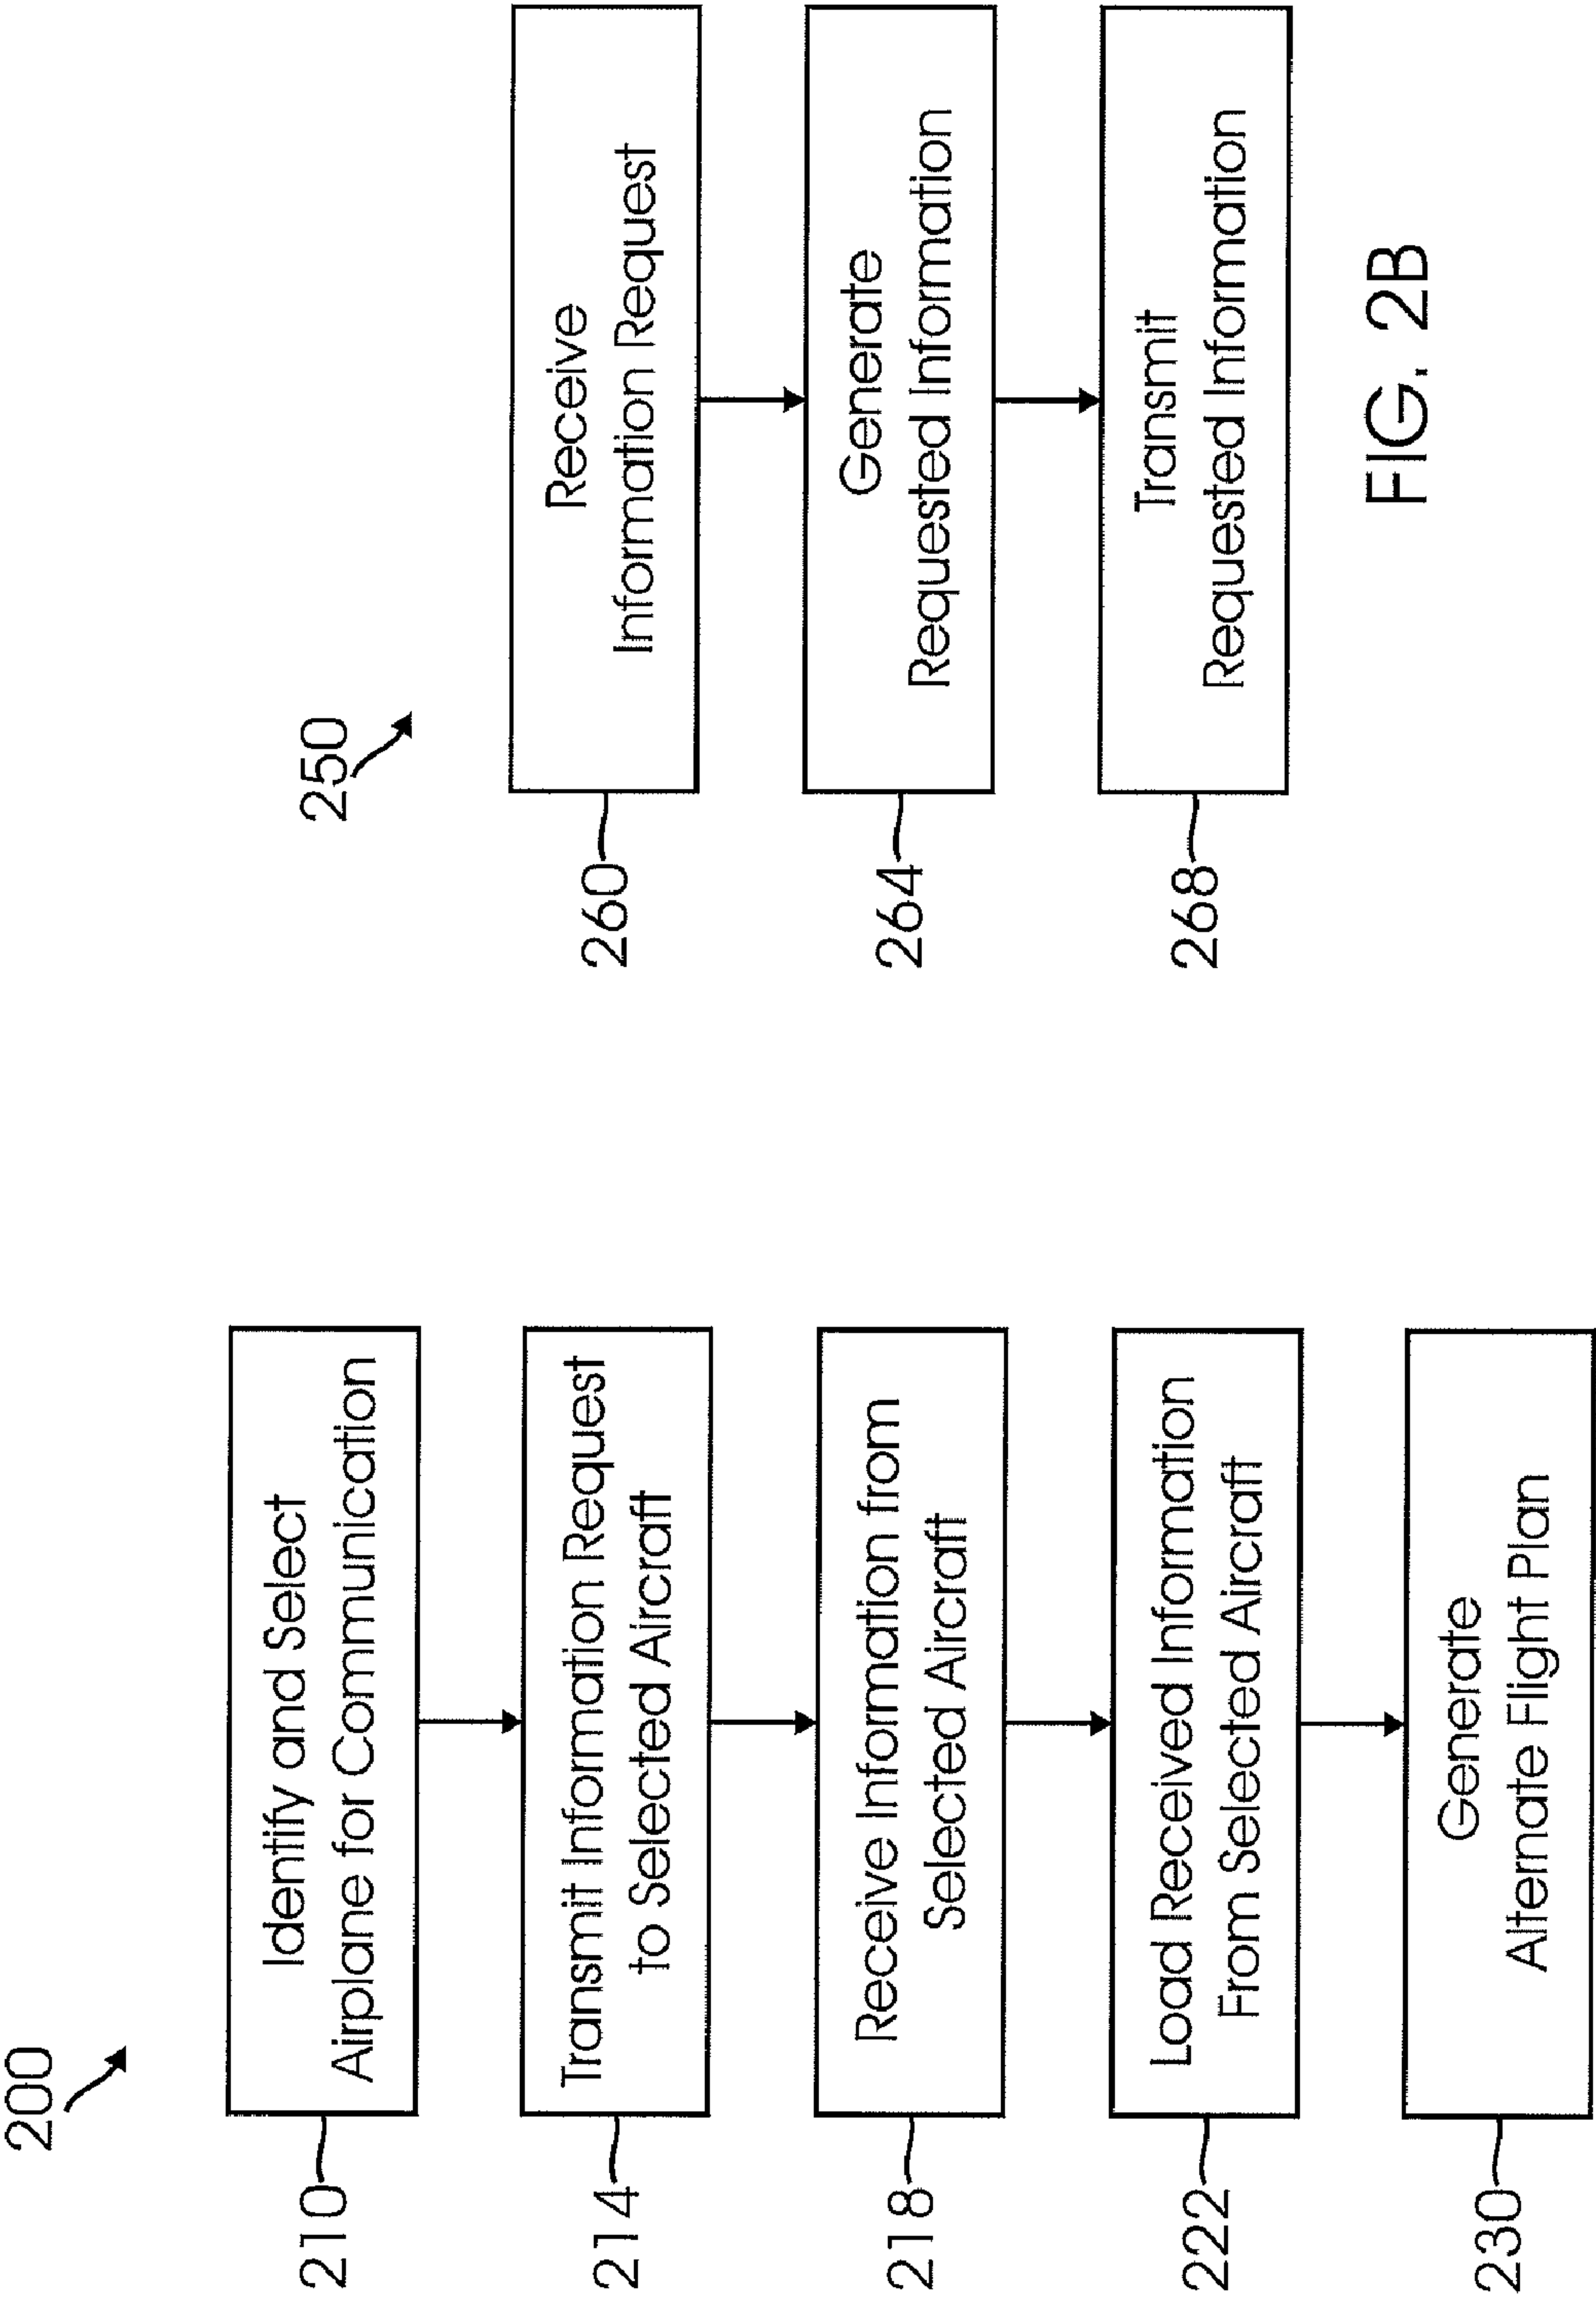 200
210
Identify and Select
Airplane for Communication
214
Transmit Information Request
to Selected Aircraft
218
Receive Information from
Selected Aircraft
222
Load Received Information
From Selected Aircraft
230
Generate
Alternate Flight Plan
250
260
Receive
Information Request
264
Generate
Requested Information
268
Transmit
Requested Information
FIG. 2B